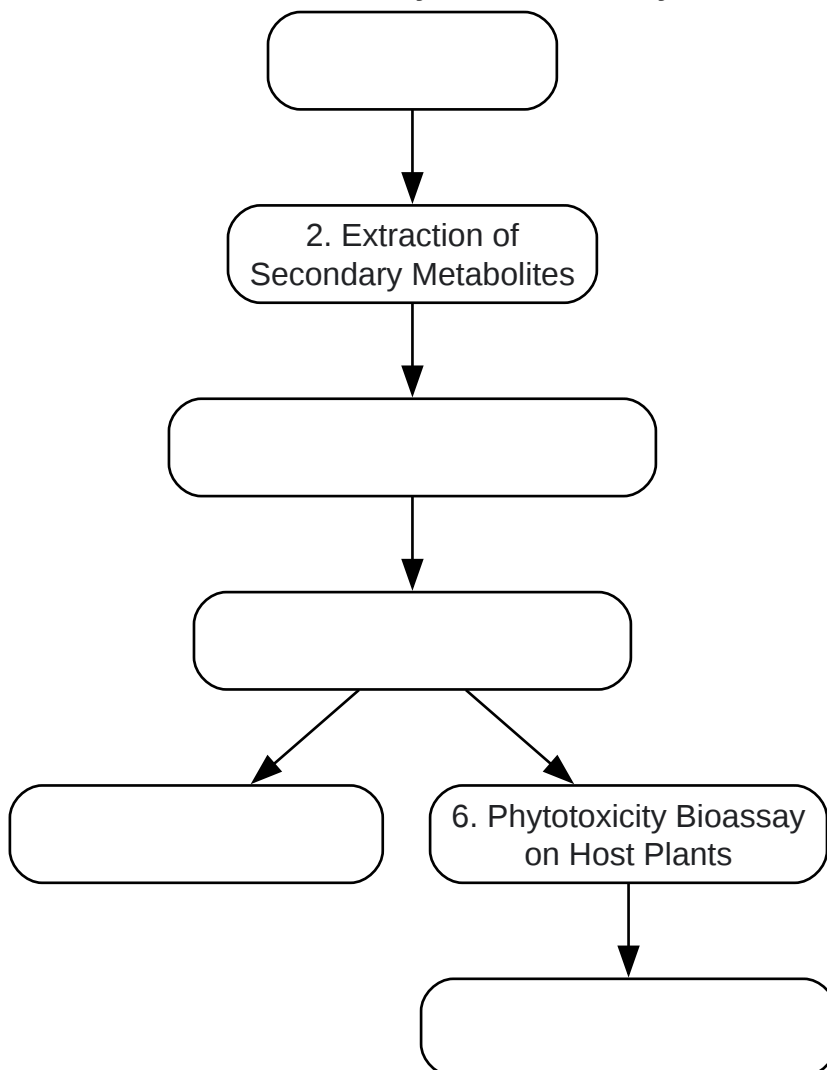 2. Extraction of
Secondary Metabolites
6. Phytotoxicity Bioassay
on Host Plants